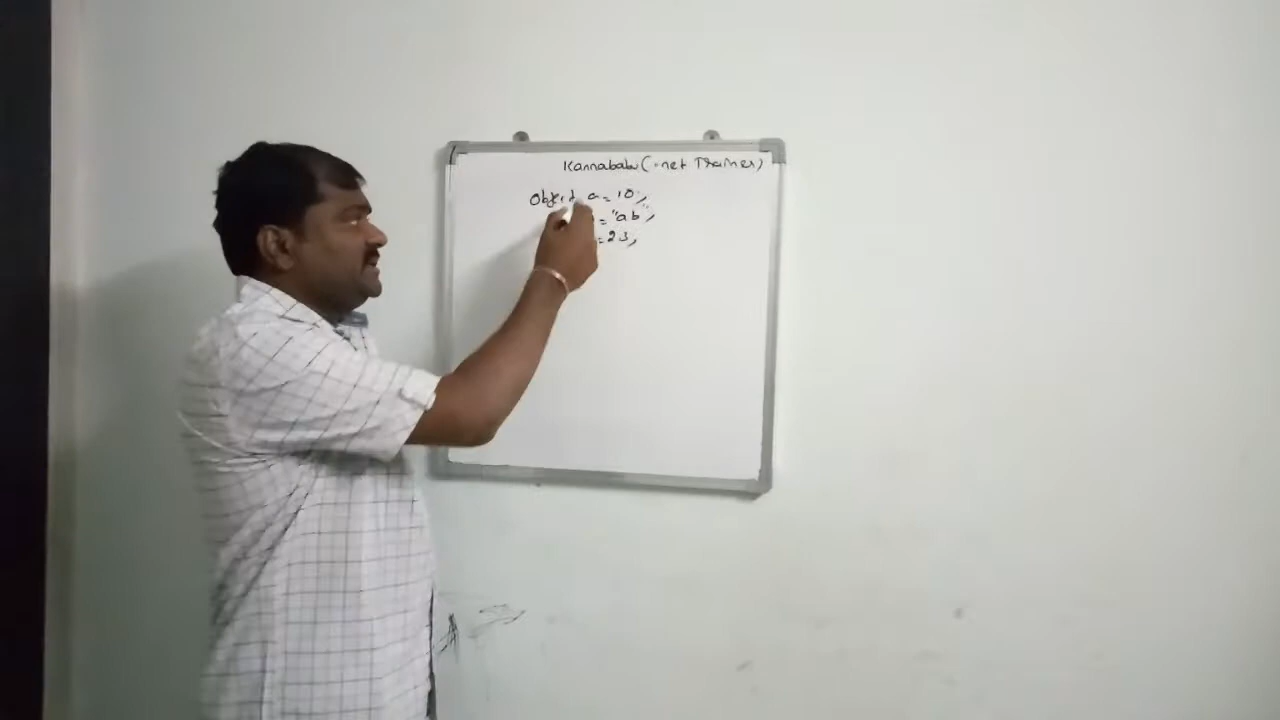 Kannababu (.net Trainer)
Object a = 10;
= "ab";
= 23;